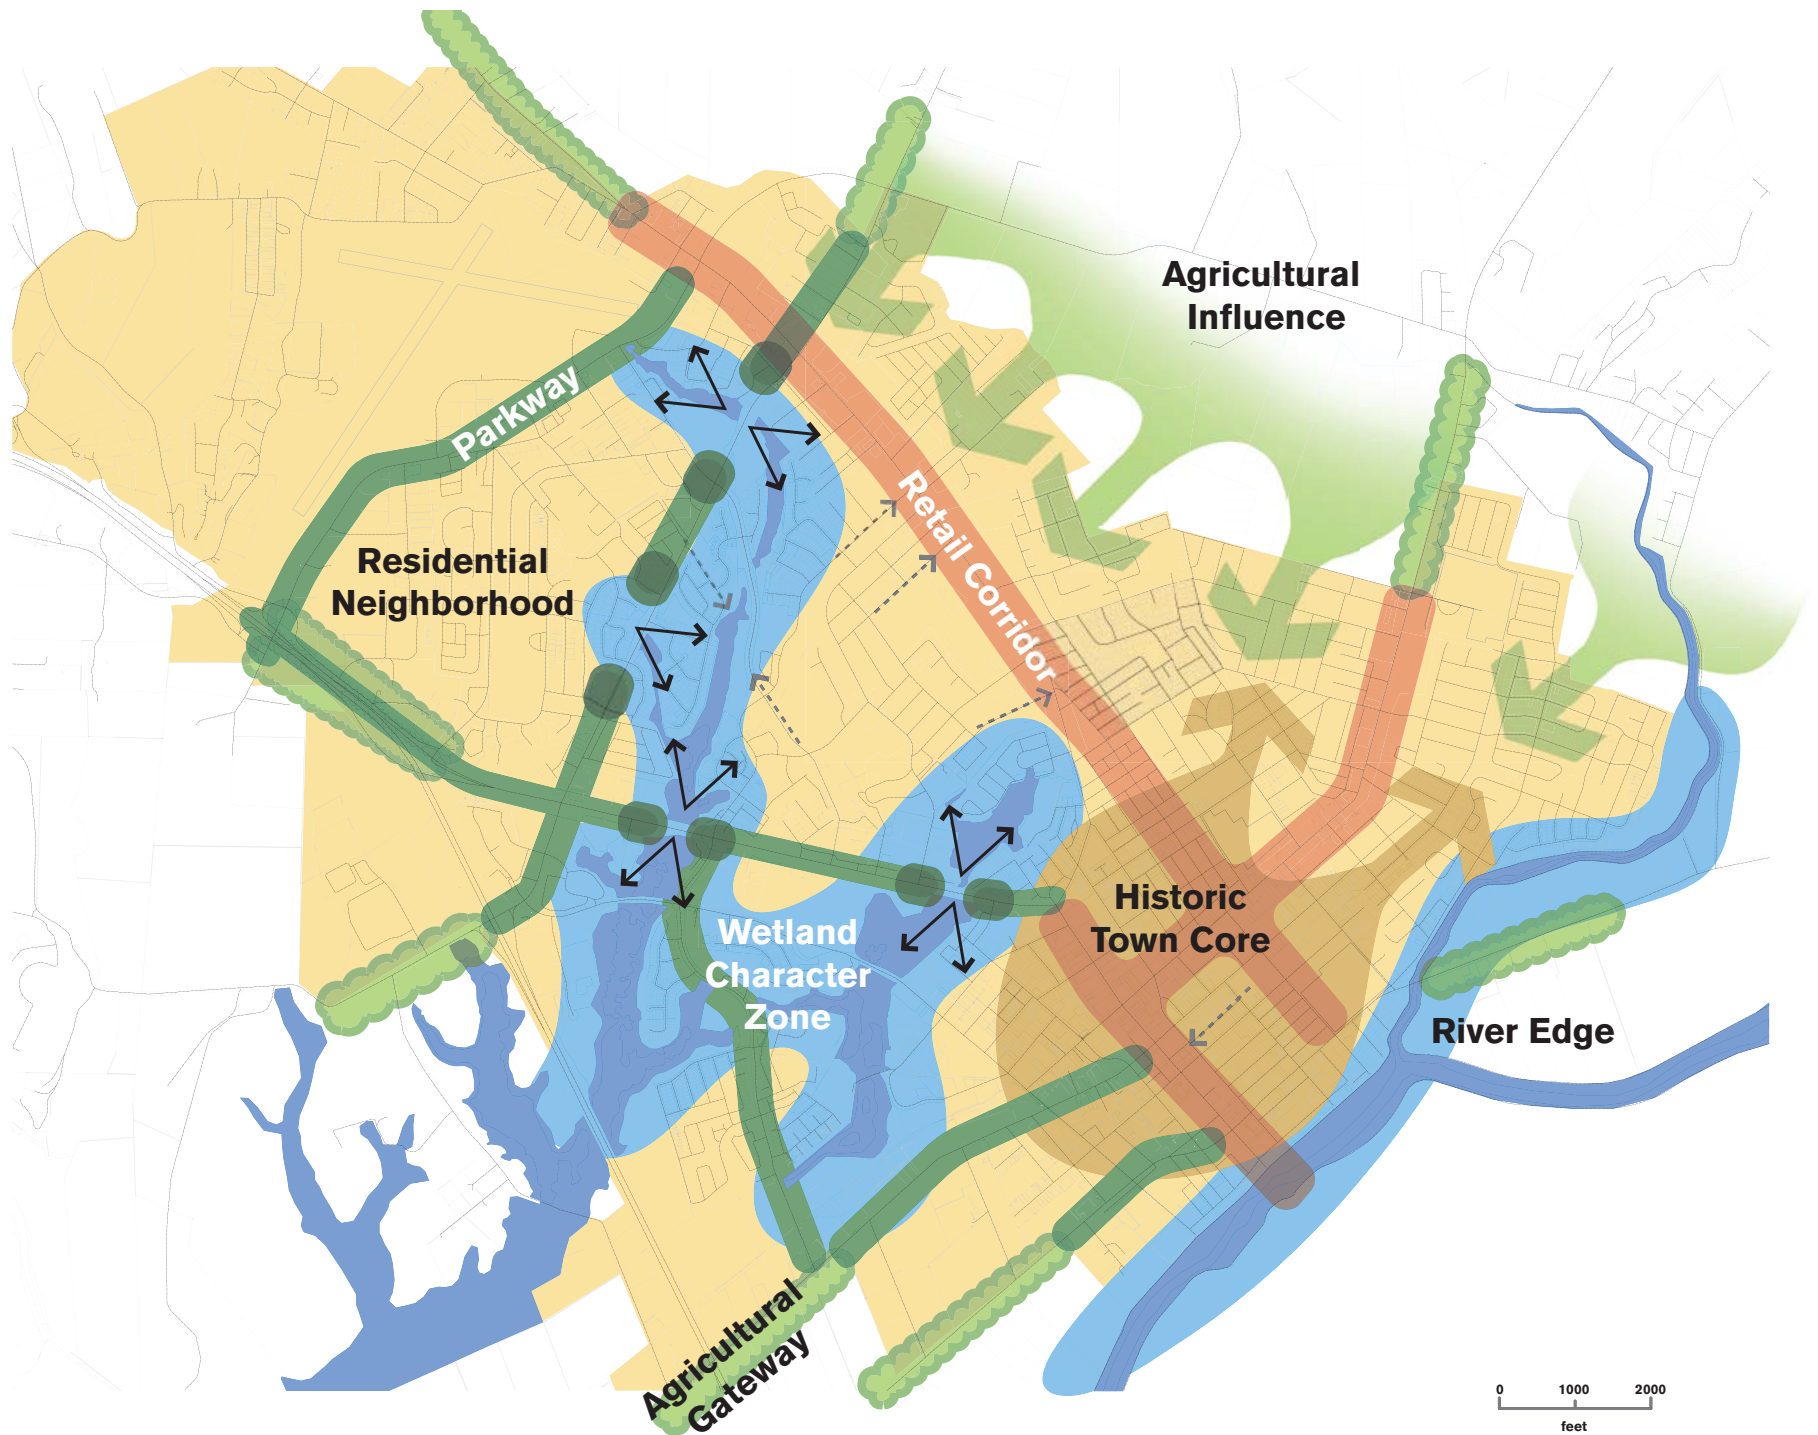 Agricultural
Influence
Parkway
Retail Corridor
Residential
Neighborhood
Historic
Town Core
Wetland
Character
Zone
River Edge
Agricultural
Gateway
0 1000 2000
feet